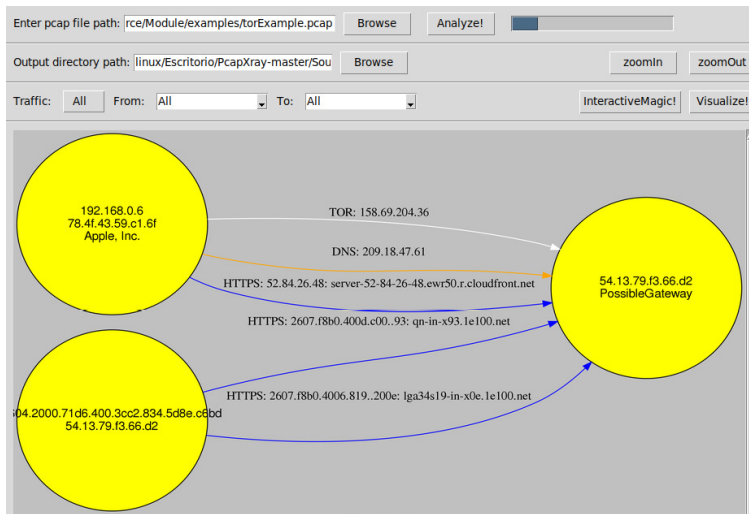 Enter pcap file path: rce/Module/examples/torExample.pcap Browse Analyze!
Output directory path: linux/Escritorio/PcapXray-master/Sou Browse zoomIn zoomOut
Traffic: All From: All To: All InteractiveMagic! Visualize!
192.168.0.6
78.4f.43.59.c1.6f
Apple, Inc.
TOR: 158.69.204.36
DNS: 209.18.47.61
HTTPS: 52.84.26.48: server-52-84-26-48.ewr50.r.cloudfront.net
54.13.79.f3.66.d2
PossibleGateway
HTTPS: 2607.f8b0.400d.c00..93: qn-in-x93.1e100.net
HTTPS: 2607.f8b0.4006.819..200e: lga34s19-in-x0e.1e100.net
604.2000.71d6.400.3cc2.834.5d8e.c6bd
54.13.79.f3.66.d2